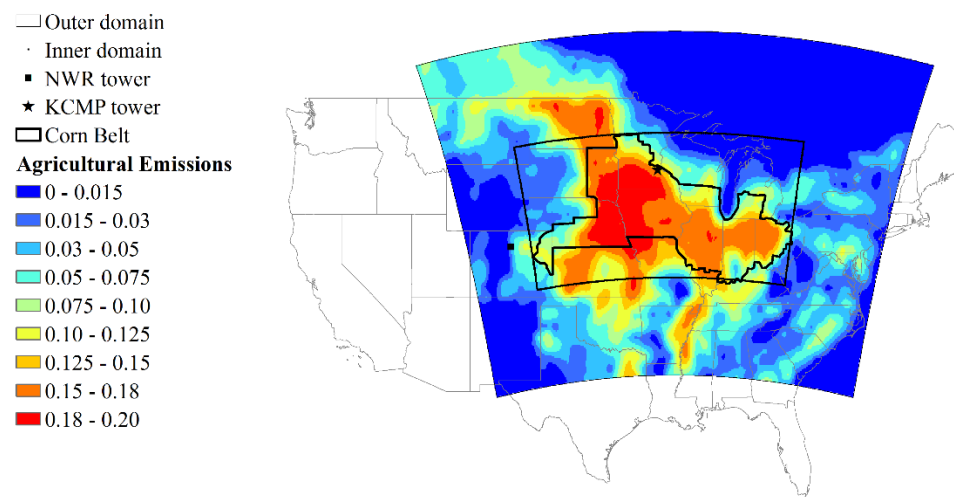 Outer domain
Inner domain
NWR tower
KCMP tower
Corn Belt
Agricultural Emissions
0 - 0.015
0.015 - 0.03
0.03 - 0.05
0.05 - 0.075
0.075 - 0.10
0.10 - 0.125
0.125 - 0.15
0.15 - 0.18
0.18 - 0.20